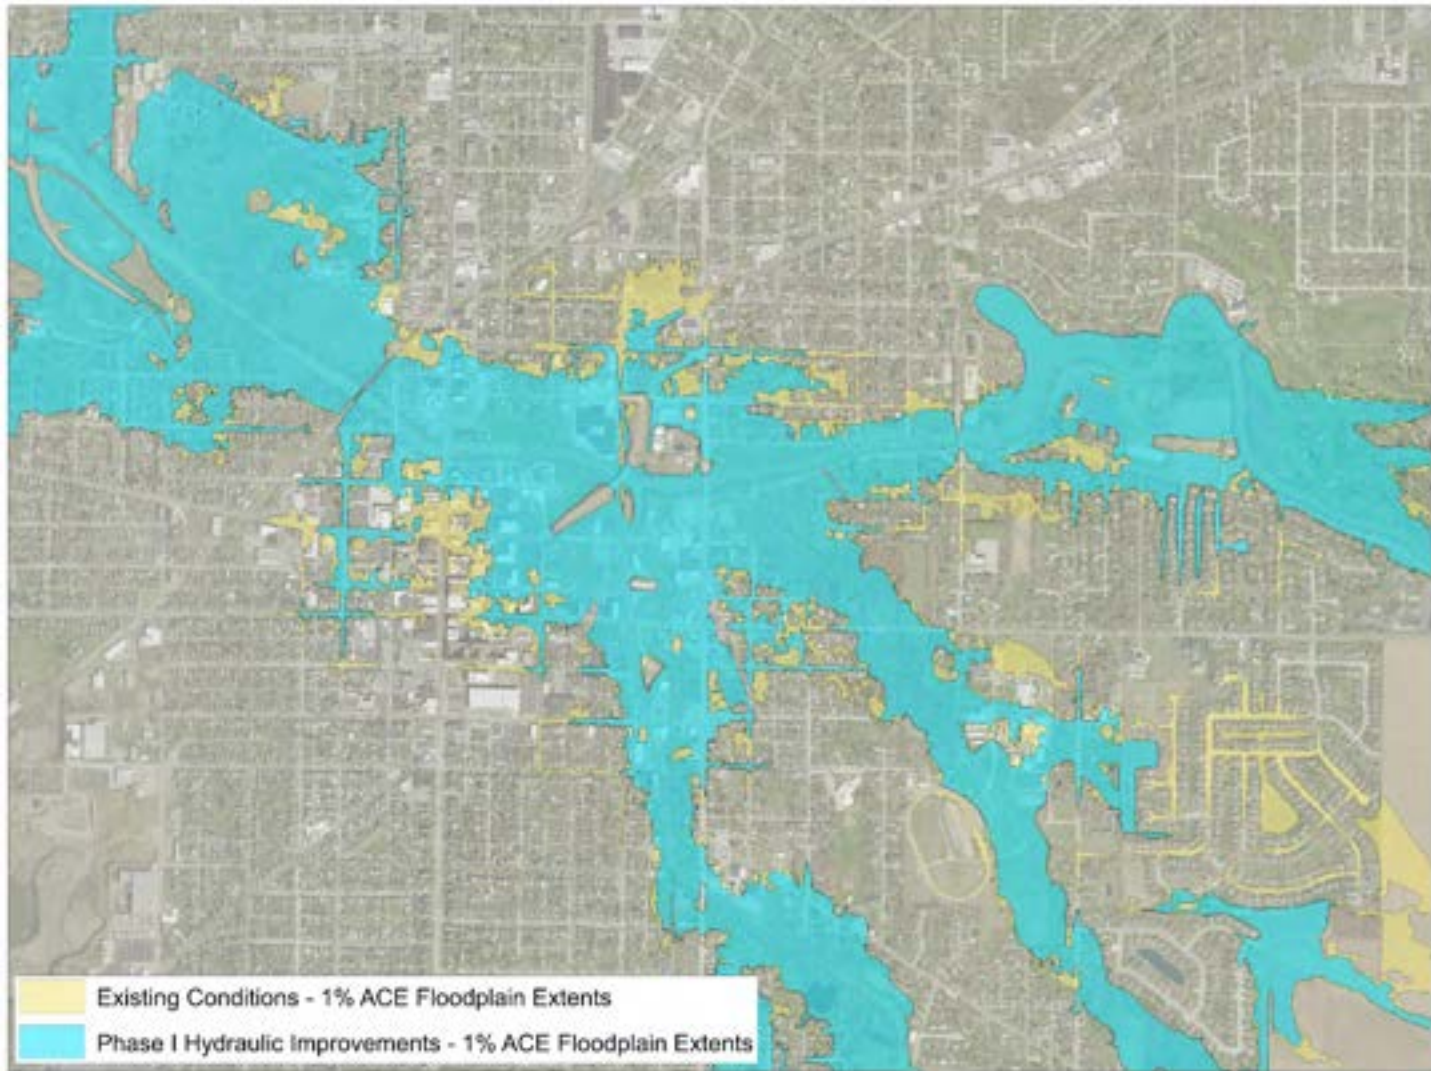 Existing Conditions - 1% ACE Floodplain Extents
Phase I Hydraulic Improvements - 1% ACE Floodplain Extents